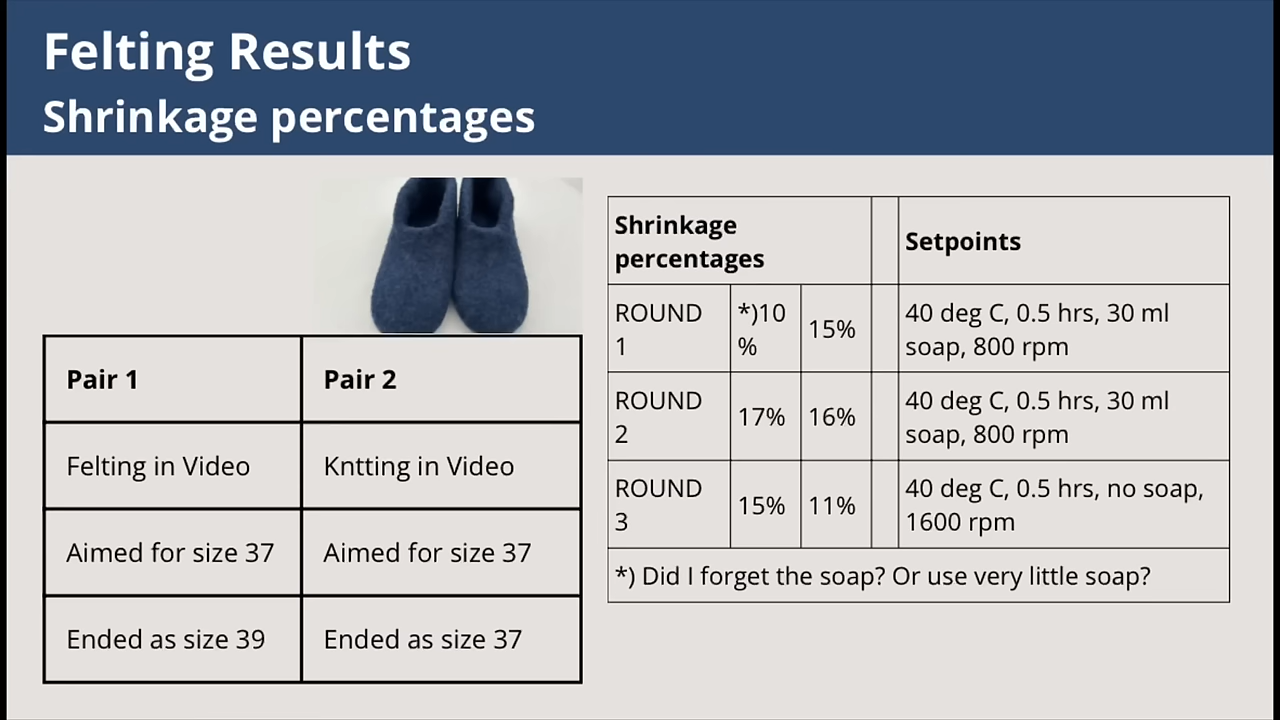 Felting Results
Shrinkage percentages
Pair 1 Pair 2
Felting in Video Kntting in Video
Aimed for size 37 Aimed for size 37
Ended as size 39 Ended as size 37
Shrinkage
percentages
Setpoints
ROUND
1
*)10
%
15%
40 deg C, 0.5 hrs, 30 ml
soap, 800 rpm
ROUND
2
17%
16%
40 deg C, 0.5 hrs, 30 ml
soap, 800 rpm
ROUND
3
15%
11%
40 deg C, 0.5 hrs, no soap,
1600 rpm
*) Did I forget the soap? Or use very little soap?